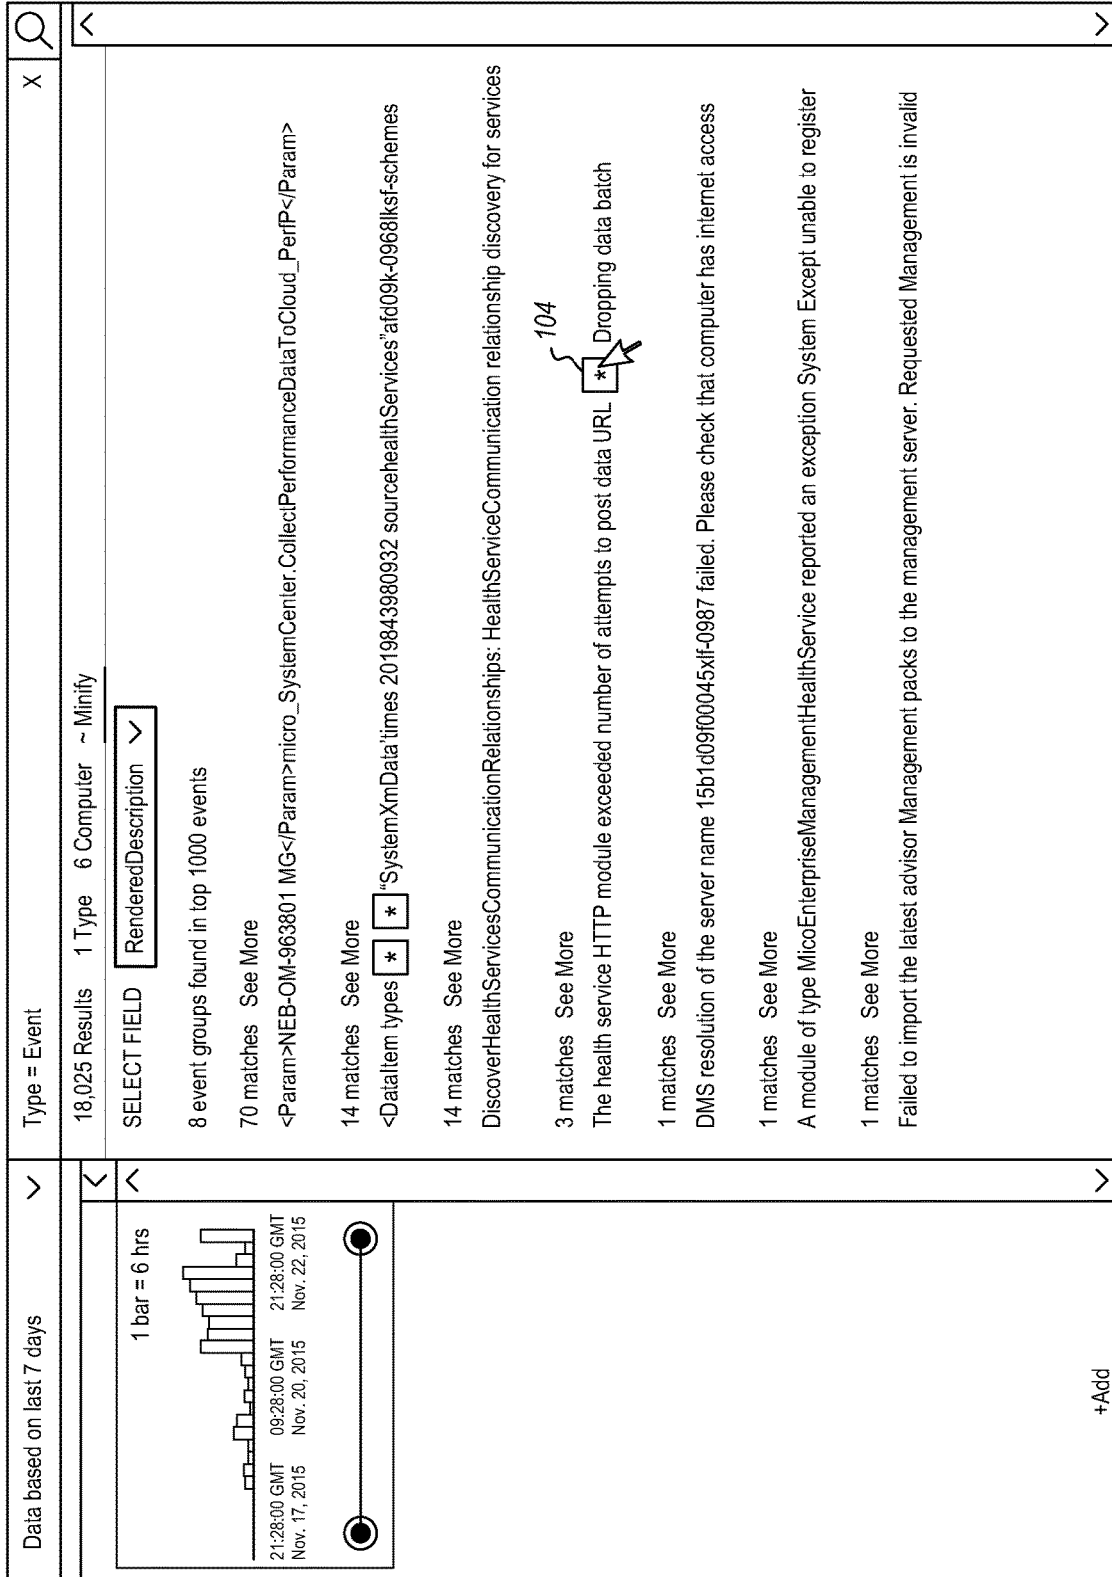 Data based on last 7 days
Type = Event X
1 bar = 6 hrs
21:28:00 GMT 09:28:00 GMT 21:28:00 GMT
Nov. 17, 2015 Nov. 20, 2015 Nov. 22, 2015
+Add
18,025 Results 1 Type 6 Computer ~ Minify
SELECT FIELD RenderedDescription
8 event groups found in top 1000 events
70 matches See More
<Param>NEB-OM-963801 MG</Param>micro_SystemCenter.CollectPerformanceDataToCloud_PerfP</Param>
14 matches See More
<DataItem types * * “SystemXmData’times 201984398O932 sourcehealthServices”afd09k-0968lksf-schemes
14 matches See More
DiscoverHealthServicesCommunicationRelationships: HealthServiceCommunication relationship discovery for services
104
3 matches See More
The health service HTTP module exceeded number of attempts to post data URL * Dropping data batch
1 matches See More
DMS resolution of the server name 15b1d09f00045xlf-0987 failed. Please check that computer has internet access
1 matches See More
A module of type MicoEnterpriseManagementHealthService reported an exception System Except unable to register
1 matches See More
Failed to import the latest advisor Management packs to the management server. Requested Management is invalid